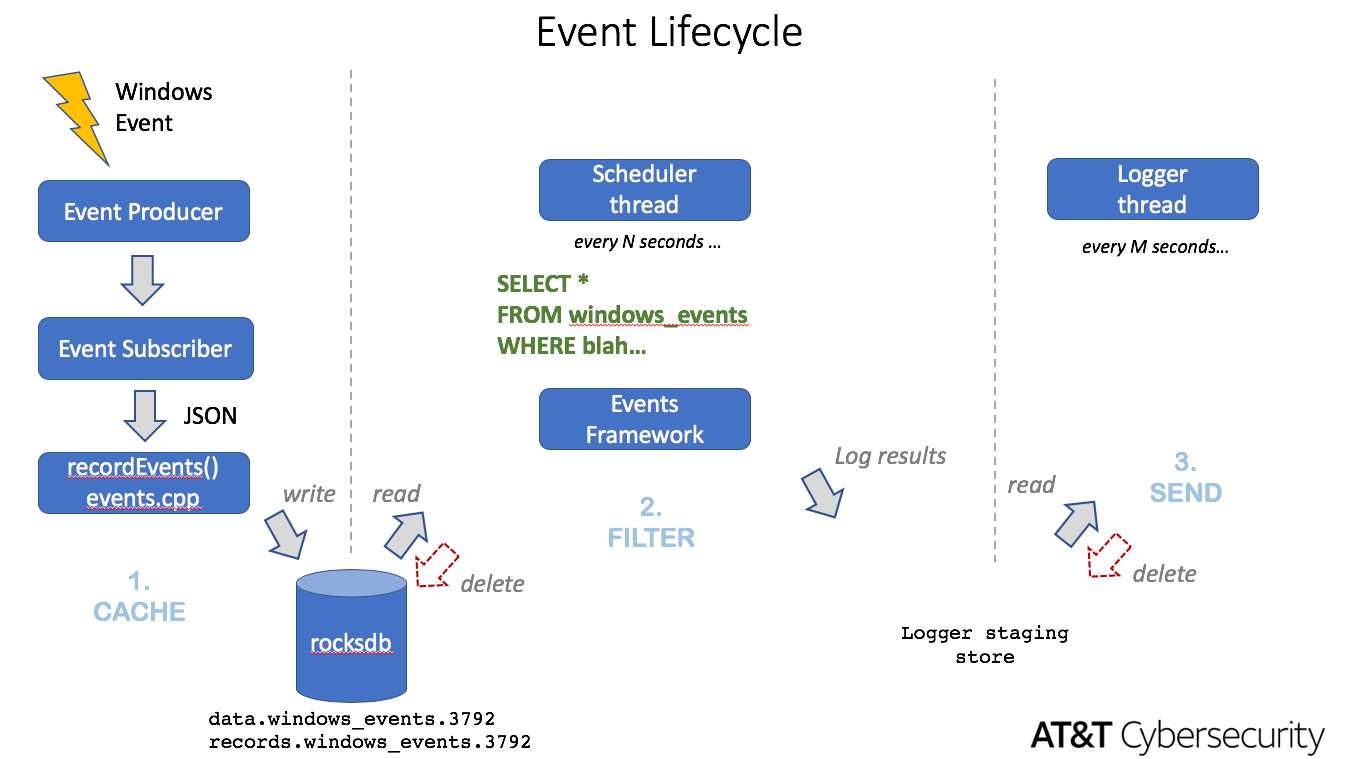 Event Lifecycle
Windows
Event
Event Producer
Event Subscriber
JSON
recordEvents()
events.cpp
write
1.
CACHE
rocksdb
data.windows_events.3792
records.windows_events.3792
Scheduler
thread
every N seconds …
SELECT *
FROM windows_events
WHERE blah…
Events
Framework
read
delete
2.
FILTER
Log results
Logger
thread
every M seconds…
3.
SEND
read
delete
Logger staging
store
AT&T Cybersecurity